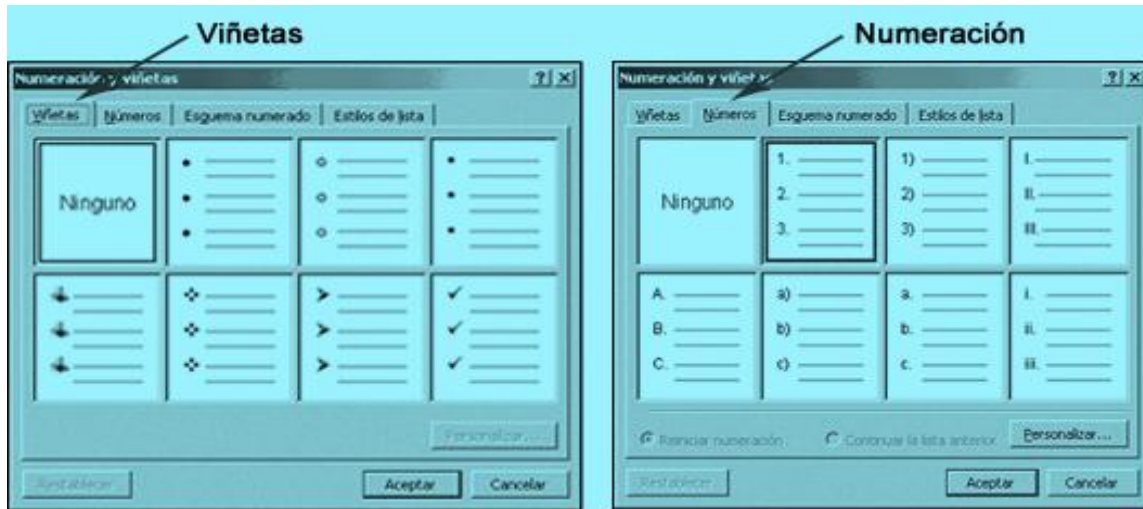 Viñetas
Numeración y viñetas
Viñetas Números Esquema numerado Estilos de lista
Ninguno
Personalizar...
Restablecer
Aceptar Cancelar
Numeración
Numeración y viñetas
Viñetas Números Esquema numerado Estilos de lista
Ninguno
1.
2.
3.
1)
2)
3)
I.
II.
III.
A.
B.
C.
a)
b)
c)
a.
b.
c.
i.
ii.
iii.
Reiniciar numeración Continuar la lista anterior Personalizar...
Restablecer
Aceptar Cancelar